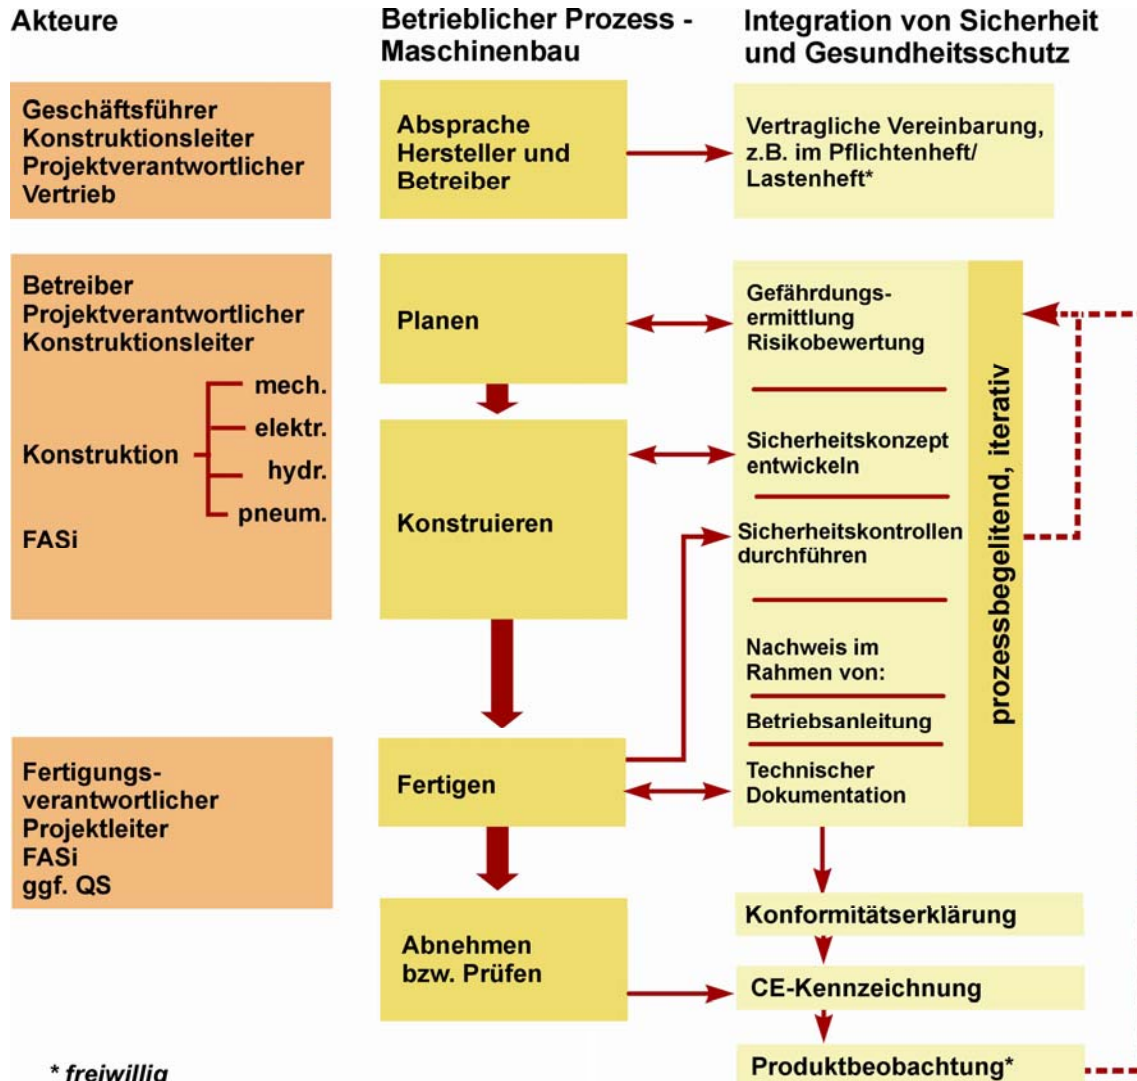 Akteure
Betrieblicher Prozess -
Maschinenbau
Integration von Sicherheit
und Gesundheitsschutz
Geschäftsführer
Konstruktionsleiter
Projektverantwortlicher
Vertrieb
Absprache
Hersteller und
Betreiber
Vertragliche Vereinbarung,
z.B. im Pflichtenheft/
Lastenheft*
Betreiber
Projektverantwortlicher
Konstruktionsleiter
Konstruktion
mech.
elektr.
hydr.
pneum.
FASi
Planen
Konstruieren
Gefährdungs-
ermittlung
Risikobewertung
Sicherheitskonzept
entwickeln
Sicherheitskontrollen
durchführen
Nachweis im
Rahmen von:
Betriebsanleitung
Technischer
Dokumentation
prozessbegelitend, iterativ
Fertigungs-
verantwortlicher
Projektleiter
FASi
ggf. QS
Fertigen
Abnehmen
bzw. Prüfen
Konformitätserklärung
CE-Kennzeichnung
Produktbeobachtung*
* freiwillig